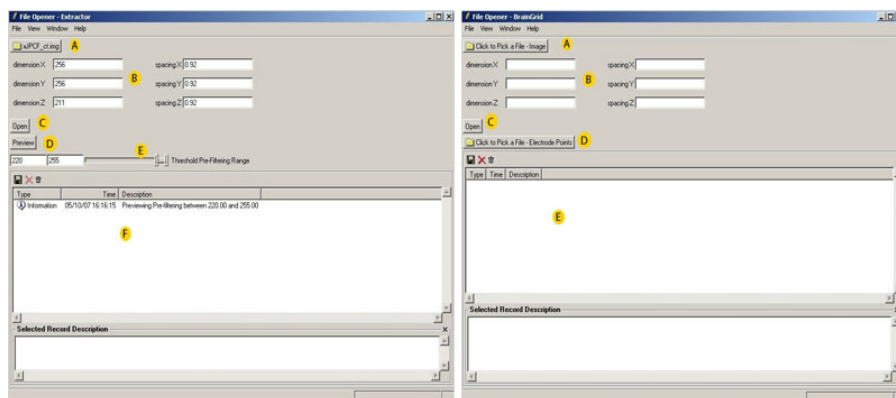 File Opener - Extractor
File View Window Help
xJPCF_ct.img A
dimension X 256 spacing X 0.92
dimension Y 256 B spacing Y 0.92
dimension Z 211 spacing Z 0.92
Open C
Preview D
220 255 E Threshold Pre-Filtering Range
Type Time Description
Information 05/10/07 16:16:15 Previewing Pre-filtering between 220.00 and 255.00
F
Selected Record Description
File Opener - BrainGrid
File View Window Help
Click to Pick a File - Image A
dimension X spacing X
dimension Y B spacing Y
dimension Z spacing Z
Open C
Click to Pick a File - Electrode Points D
Type Time Description
E
Selected Record Description